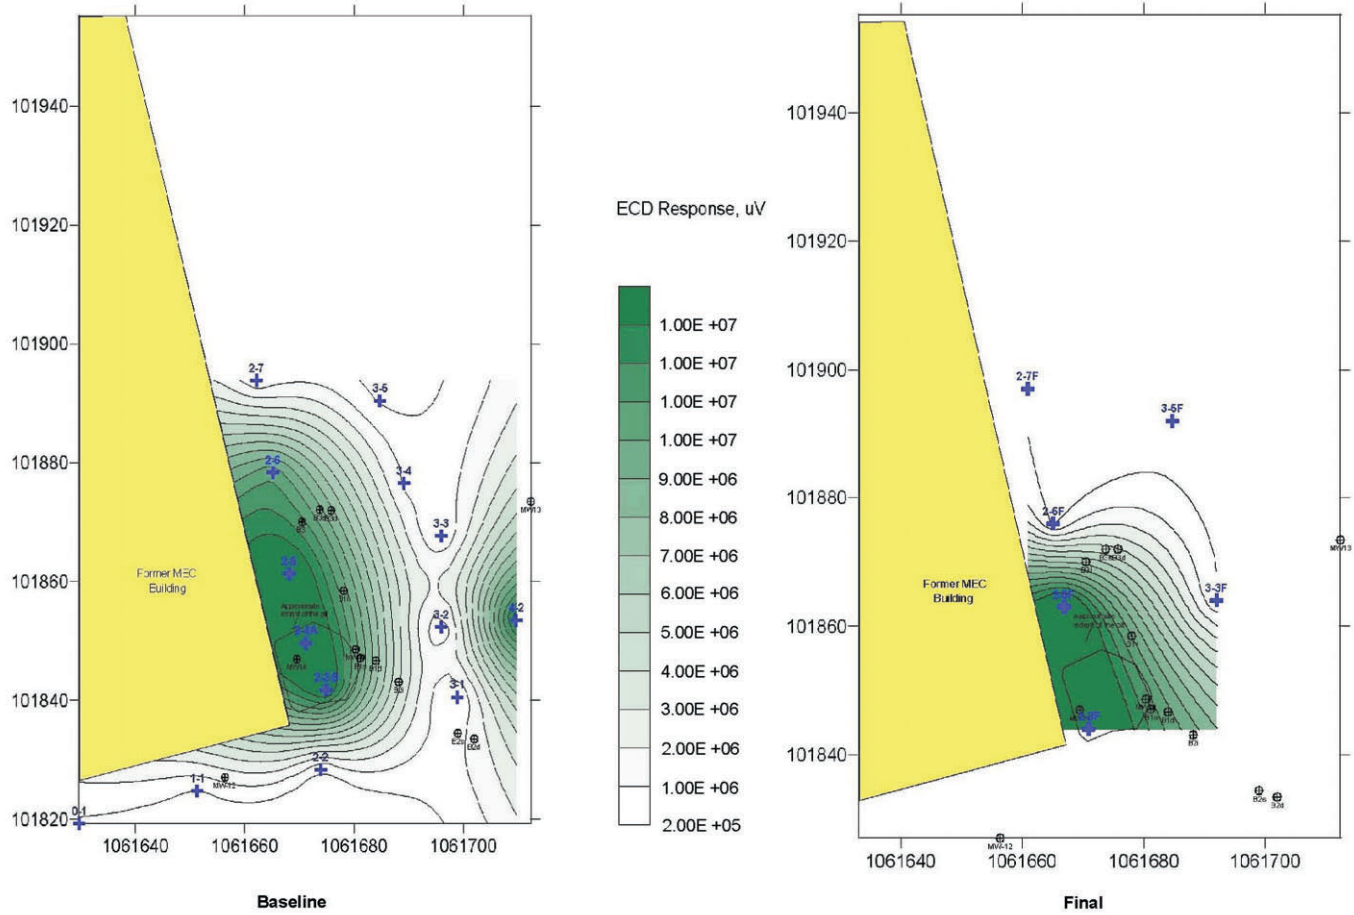 101940
101920
101900
101880
101860
101840
101820
1061640
1061660
1061680
1061700
2-7
3-5
2-6
3-4
3-3
3-2
4-2
3-1
2-2
1-1
0-1
MW-12
MW13
B2s
B2d
Former MEC
Building
Baseline
ECD Response, uV
1.00E +07
1.00E +07
1.00E +07
1.00E +07
9.00E +06
8.00E +06
7.00E +06
6.00E +06
5.00E +06
4.00E +06
3.00E +06
2.00E +06
1.00E +06
2.00E +05
101940
101920
101900
101880
101860
101840
1061640
1061660
1061680
1061700
2-7F
3-5F
2-6F
3-3F
MW13
B2s
B2d
MW-12
Former MEC
Building
Final